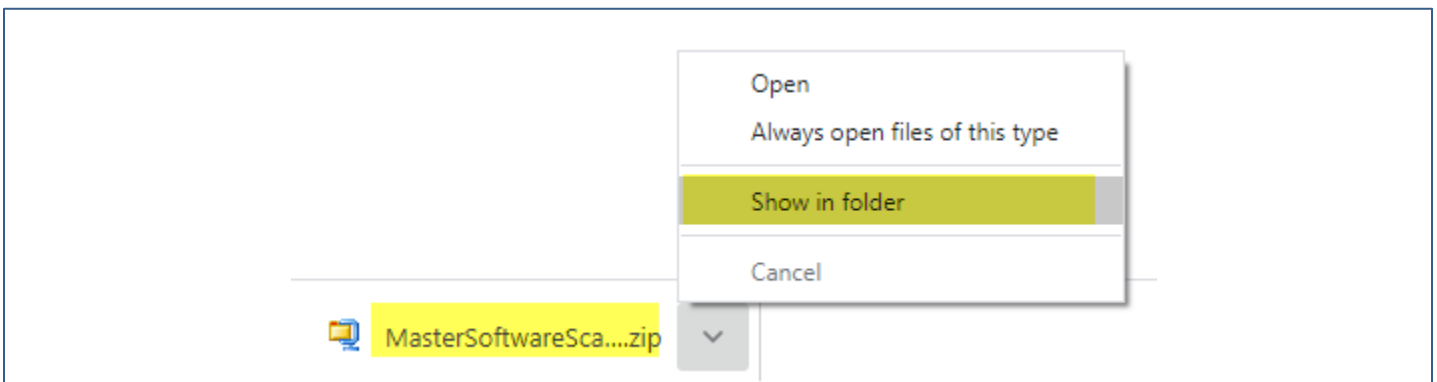 Open
Always open files of this type
Show in folder
Cancel
MasterSoftwareSca....zip